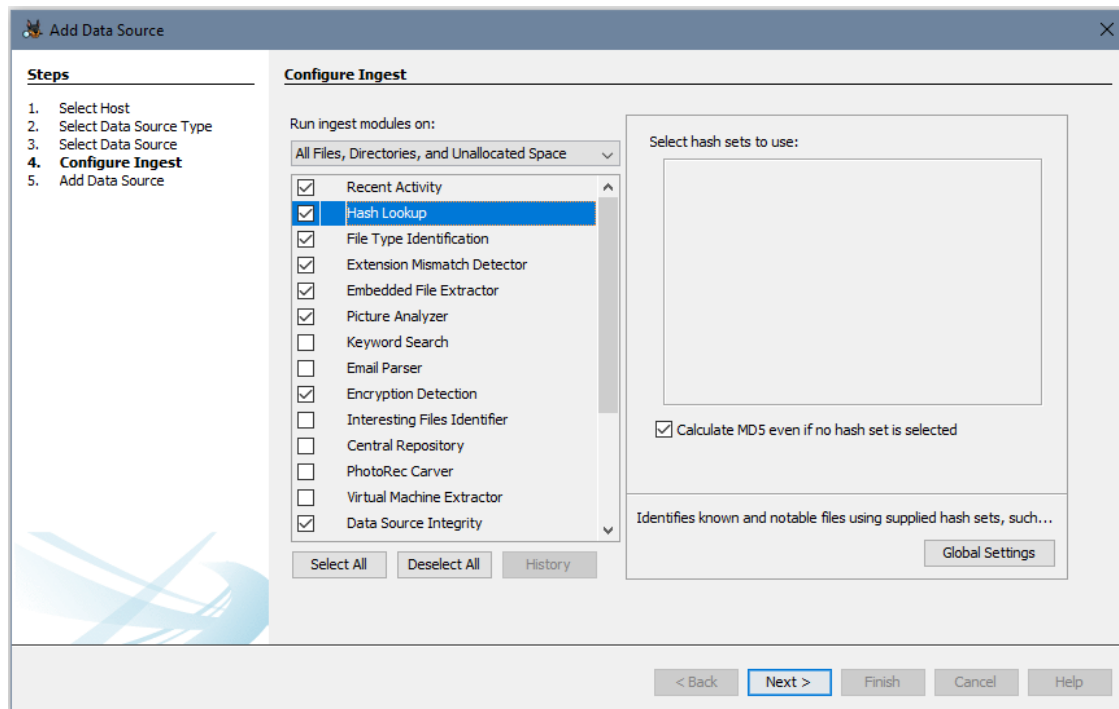 Add Data Source
Steps
1. Select Host
2. Select Data Source Type
3. Select Data Source
4. Configure Ingest
5. Add Data Source
Configure Ingest
Run ingest modules on:
All Files, Directories, and Unallocated Space
Recent Activity
Hash Lookup
File Type Identification
Extension Mismatch Detector
Embedded File Extractor
Picture Analyzer
Keyword Search
Email Parser
Encryption Detection
Interesting Files Identifier
Central Repository
PhotoRec Carver
Virtual Machine Extractor
Data Source Integrity
Select All Deselect All History
Select hash sets to use:
Calculate MD5 even if no hash set is selected
Identifies known and notable files using supplied hash sets, such...
Global Settings
< Back Next > Finish Cancel Help